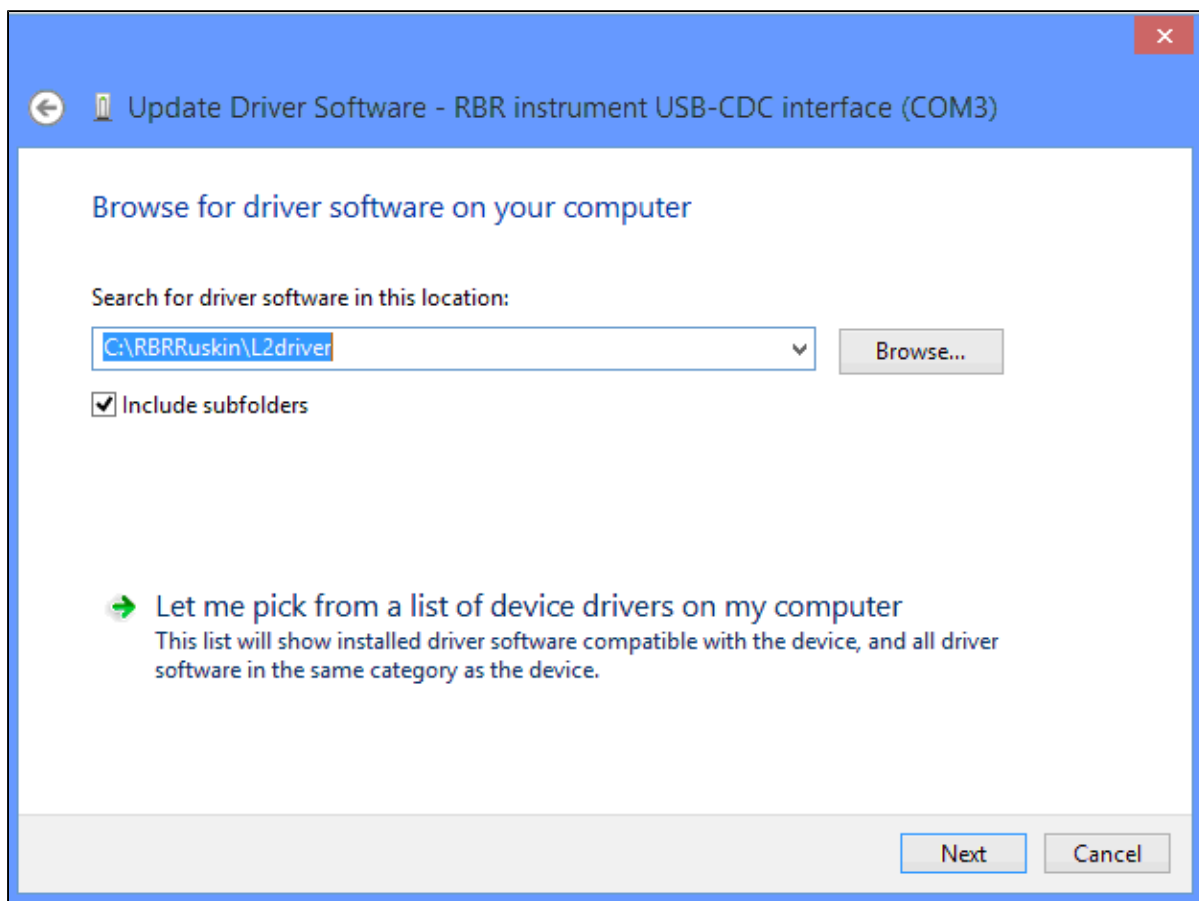 Update Driver Software - RBR instrument USB-CDC interface (COM3)
Browse for driver software on your computer
Search for driver software in this location:
C:\RBRRuskin\L2driver
Browse...
Include subfolders
Let me pick from a list of device drivers on my computer
This list will show installed driver software compatible with the device, and all driver
software in the same category as the device.
Next
Cancel